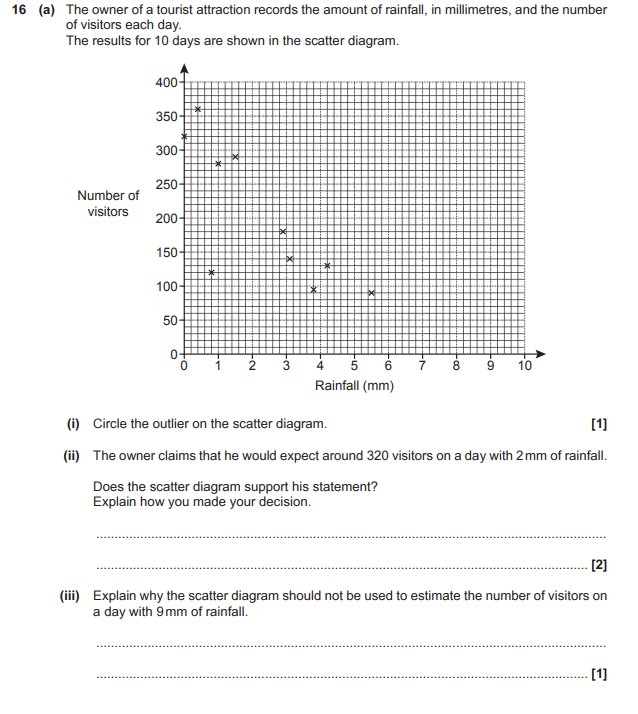 16 (a) The owner of a tourist attraction records the amount of rainfall, in millimetres, and the number
of visitors each day.
The results for 10 days are shown in the scatter diagram.
400
350
300
250
Number of
visitors
200
150
100
50
0
0 1 2 3 4 5 6 7 8 9 10
Rainfall (mm)
(i) Circle the outlier on the scatter diagram. [1]
(ii) The owner claims that he would expect around 320 visitors on a day with 2 mm of rainfall.
Does the scatter diagram support his statement?
Explain how you made your decision.
[2]
(iii) Explain why the scatter diagram should not be used to estimate the number of visitors on
a day with 9 mm of rainfall.
[1]